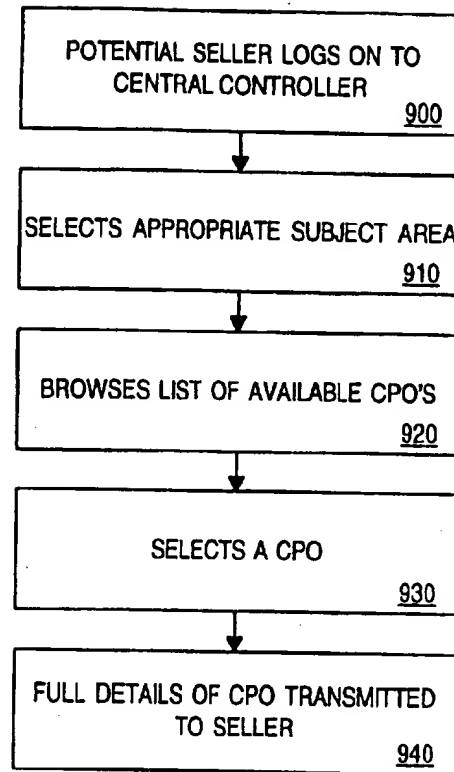 POTENTIAL SELLER LOGS ON TO
CENTRAL CONTROLLER
900
SELECTS APPROPRIATE SUBJECT AREA
910
BROWSES LIST OF AVAILABLE CPO'S
920
SELECTS A CPO
930
FULL DETAILS OF CPO TRANSMITTED
TO SELLER
940